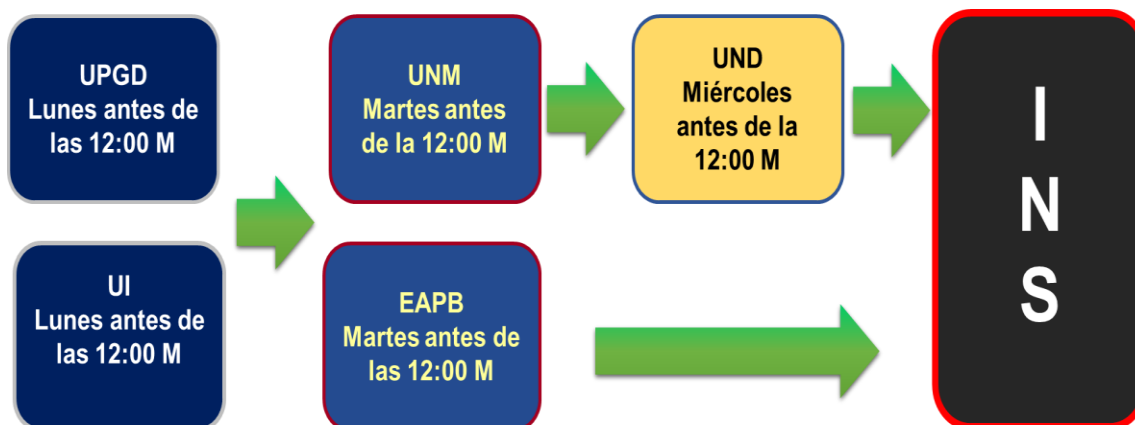 UPGD
Lunes antes de
las 12:00 M
UNM
Martes antes
de la 12:00 M
UND
Miércoles
antes de la
12:00 M
I
N
S
UI
Lunes antes de
las 12:00 M
EAPB
Martes antes de
las 12:00 M